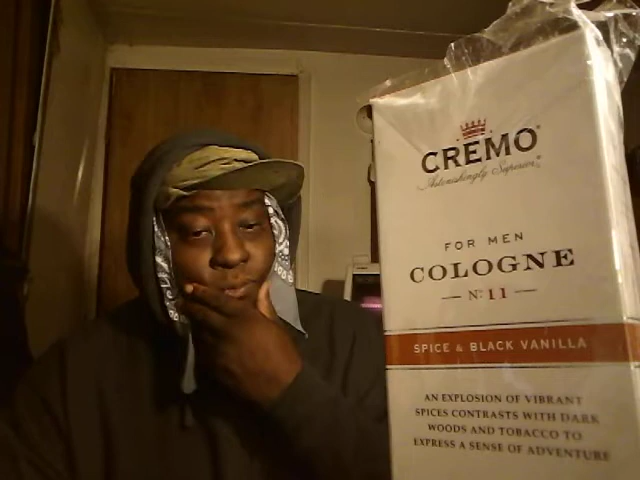 CREMO
Astonishingly Superior
FOR MEN
COLOGNE
Nº 11
SPICE & BLACK VANILLA
AN EXPLOSION OF VIBRANT
SPICES CONTRASTS WITH DARK
WOODS AND TOBACCO TO
EXPRESS A SENSE OF ADVENTURE